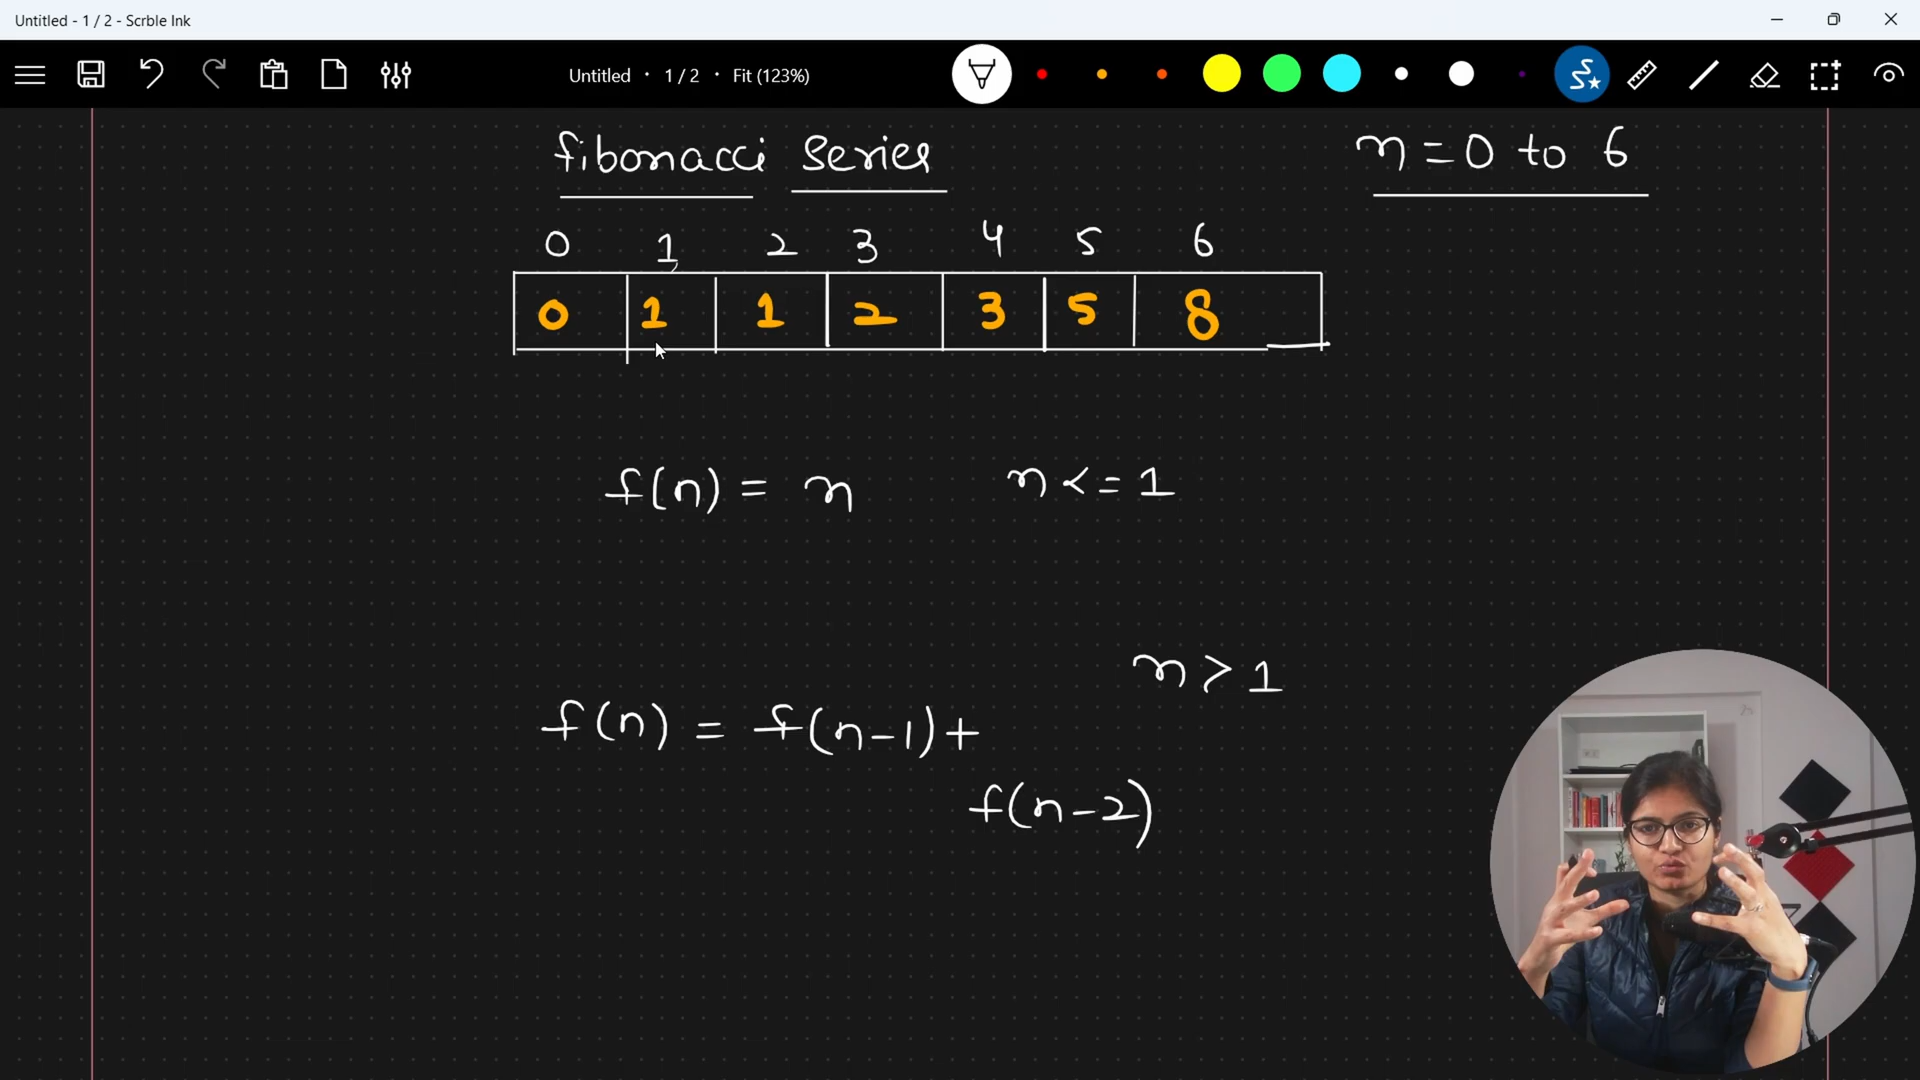 Untitled - 1 / 2 - Scrble Ink
Untitled • 1 / 2 • Fit (123%)
fibonacci series
n = 0 to 6
0 1 2 3 4 5 6
0 1 1 2 3 5 8
f(n) = n n <= 1
n > 1
f(n) = f(n-1) +
f(n-2)